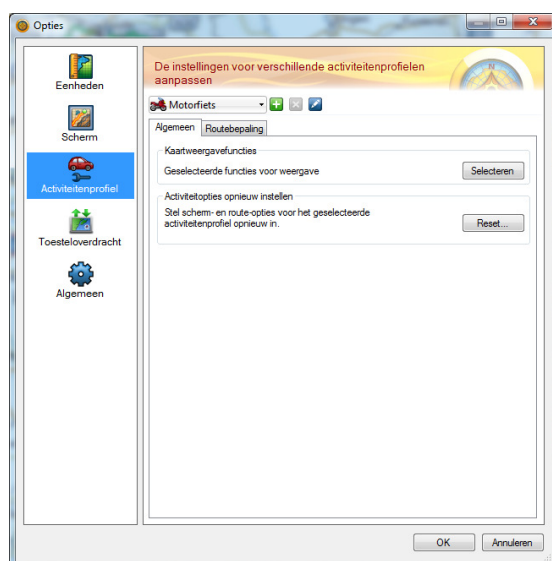 Opties
Eenheden
Scherm
Activiteitenprofiel
Toesteloverdracht
Algemeen
De instellingen voor verschillende activiteitenprofielen
aanpassen
Motorfiets
Algemeen
Routebepaling
Kaartweergavefuncties
Geselecteerde functies voor weergave
Selecteren
Activiteitopties opnieuw instellen
Stel scherm- en route-opties voor het geselecteerde
activiteitenprofiel opnieuw in.
Reset...
OK
Annuleren